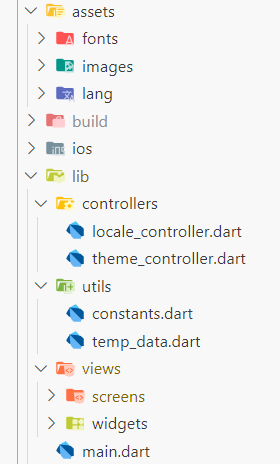 assets
fonts
images
lang
build
ios
lib
controllers
locale_controller.dart
theme_controller.dart
utils
constants.dart
temp_data.dart
views
screens
widgets
main.dart